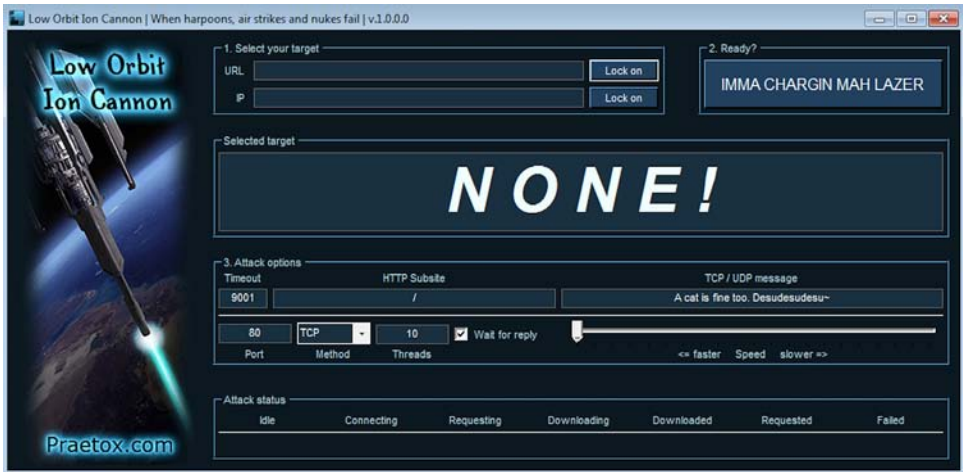 Low Orbit Ion Cannon | When harpoons, air strikes and nukes fail | v.1.0.0.0
Low Orbit
Ion Cannon
1. Select your target
URL
Lock on
IP
Lock on
2. Ready?
IMMA CHARGIN MAH LAZER
Selected target
NONE!
3. Attack options
Timeout HTTP Subsite TCP / UDP message
9001 / A cat is fine too. Desudesudesu~
80 TCP 10 Wait for reply
Port Method Threads <= faster Speed slower =>
Attack status
Idle Connecting Requesting Downloading Downloaded Requested Failed
Praetox.com